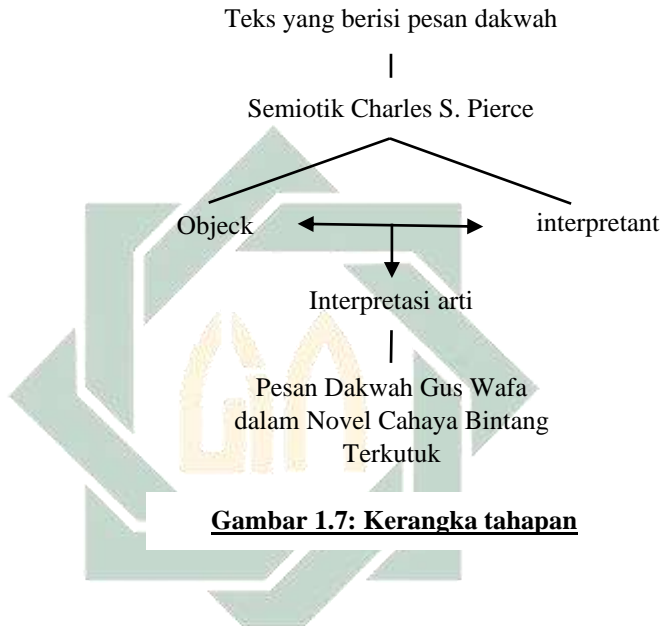 Teks yang berisi pesan dakwah
Semiotik Charles S. Pierce
Objeck
interpretant
Interpretasi arti
Pesan Dakwah Gus Wafa
dalam Novel Cahaya Bintang
Terkutuk
Gambar 1.7: Kerangka tahapan